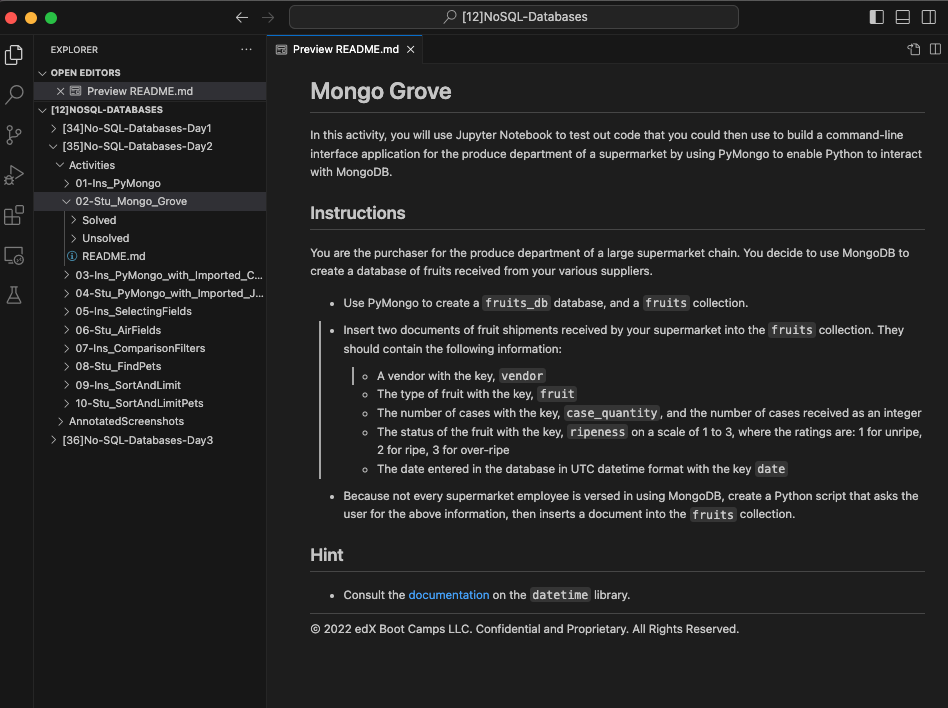 [12]NoSQL-Databases
EXPLORER
Preview README.md
OPEN EDITORS
Preview README.md
[12]NOSQL-DATABASES
[34]No-SQL-Databases-Day1
[35]No-SQL-Databases-Day2
Activities
01-Ins_PyMongo
02-Stu_Mongo_Grove
Solved
Unsolved
README.md
03-Ins_PyMongo_with_Imported_C...
04-Stu_PyMongo_with_Imported_J...
05-Ins_SelectingFields
06-Stu_AirFields
07-Ins_ComparisonFilters
08-Stu_FindPets
09-Ins_SortAndLimit
10-Stu_SortAndLimitPets
AnnotatedScreenshots
[36]No-SQL-Databases-Day3
Mongo Grove
In this activity, you will use Jupyter Notebook to test out code that you could then use to build a command-line
interface application for the produce department of a supermarket by using PyMongo to enable Python to interact
with MongoDB.
Instructions
You are the purchaser for the produce department of a large supermarket chain. You decide to use MongoDB to
create a database of fruits received from your various suppliers.
• Use PyMongo to create a fruits_db database, and a fruits collection.
• Insert two documents of fruit shipments received by your supermarket into the fruits collection. They
should contain the following information:
◦ A vendor with the key, vendor
◦ The type of fruit with the key, fruit
◦ The number of cases with the key, case_quantity, and the number of cases received as an integer
◦ The status of the fruit with the key, ripeness on a scale of 1 to 3, where the ratings are: 1 for unripe,
2 for ripe, 3 for over-ripe
◦ The date entered in the database in UTC datetime format with the key date
• Because not every supermarket employee is versed in using MongoDB, create a Python script that asks the
user for the above information, then inserts a document into the fruits collection.
Hint
• Consult the documentation on the datetime library.
© 2022 edX Boot Camps LLC. Confidential and Proprietary. All Rights Reserved.